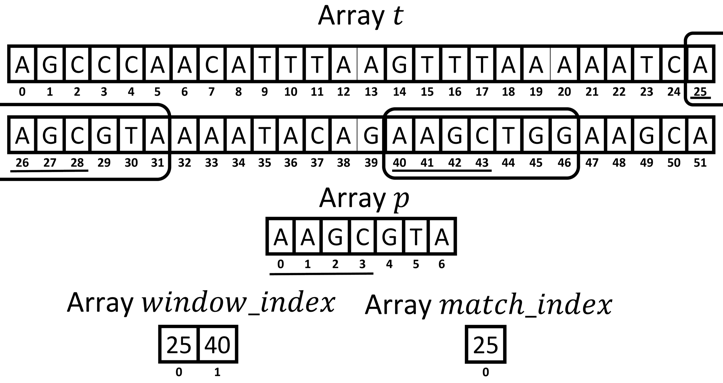 Array t
A G C C C A A C A T T T A A G T T T A A A A A T C A
0 1 2 3 4 5 6 7 8 9 10 11 12 13 14 15 16 17 18 19 20 21 22 23 24 25
A G C G T A A A A T A C A G A A G C T G G A A G C A
26 27 28 29 30 31 32 33 34 35 36 37 38 39 40 41 42 43 44 45 46 47 48 49 50 51
Array p
A A G C G T A
0 1 2 3 4 5 6
Array window_index Array match_index
25 40 25
0 1 0